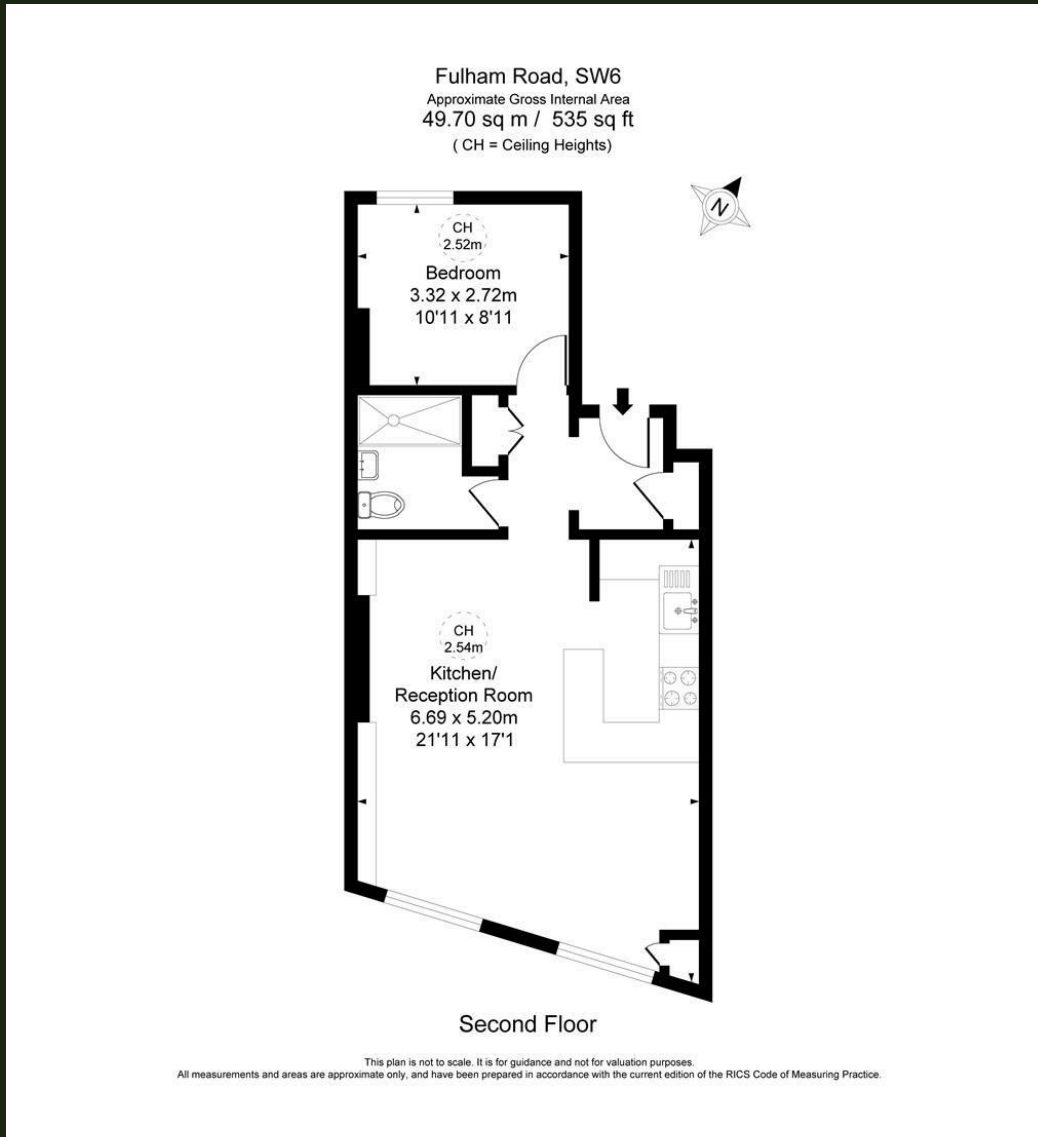 Fulham Road, SW6
Approximate Gross Internal Area
49.70 sq m / 535 sq ft
( CH = Ceiling Heights)
N
CH
2.52m
Bedroom
3.32 x 2.72m
10'11 x 8'11
CH
2.54m
Kitchen/
Reception Room
6.69 x 5.20m
21'11 x 17'1
Second Floor
This plan is not to scale. It is for guidance and not for valuation purposes.
All measurements and areas are approximate only, and have been prepared in accordance with the current edition of the RICS Code of Measuring Practice.